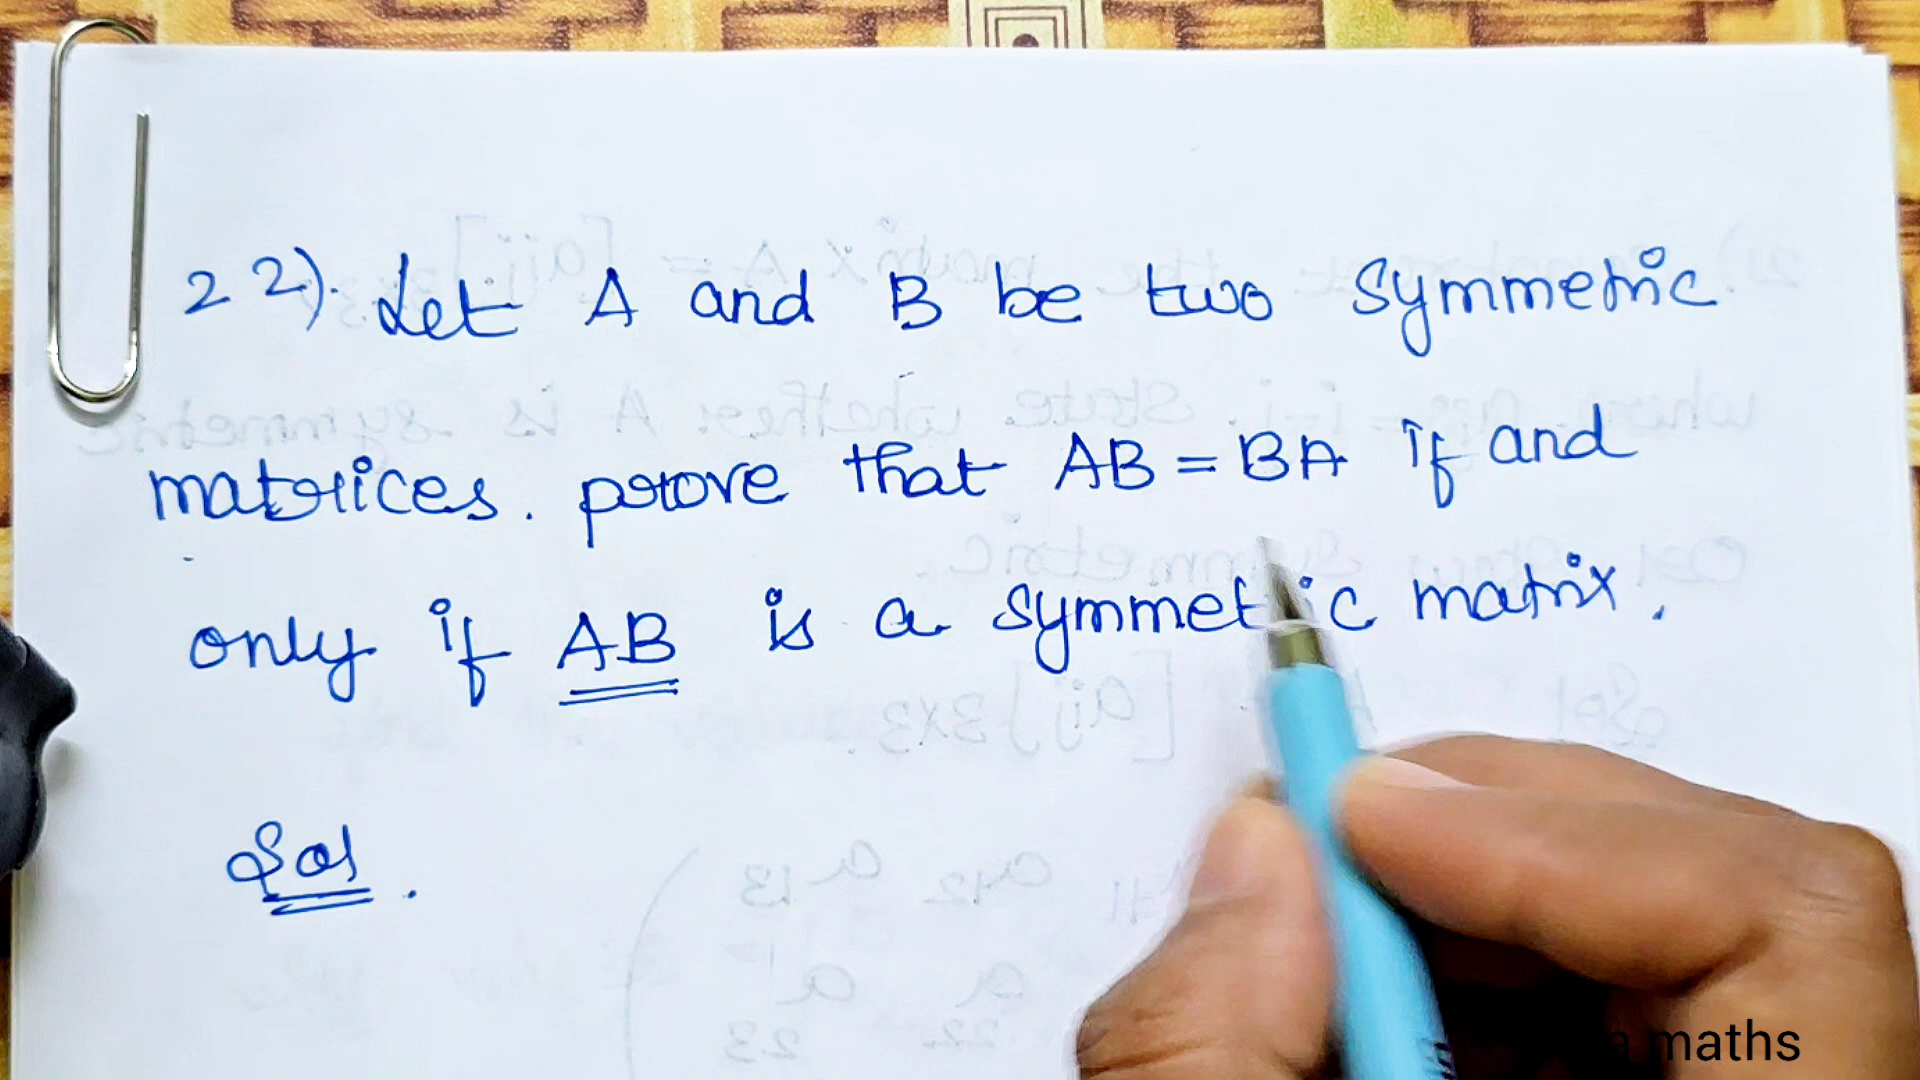 22). Let A and B be two symmetric
matrices. prove that AB = BA if and
only if AB is a symmetric matrix.
Sol.
maths